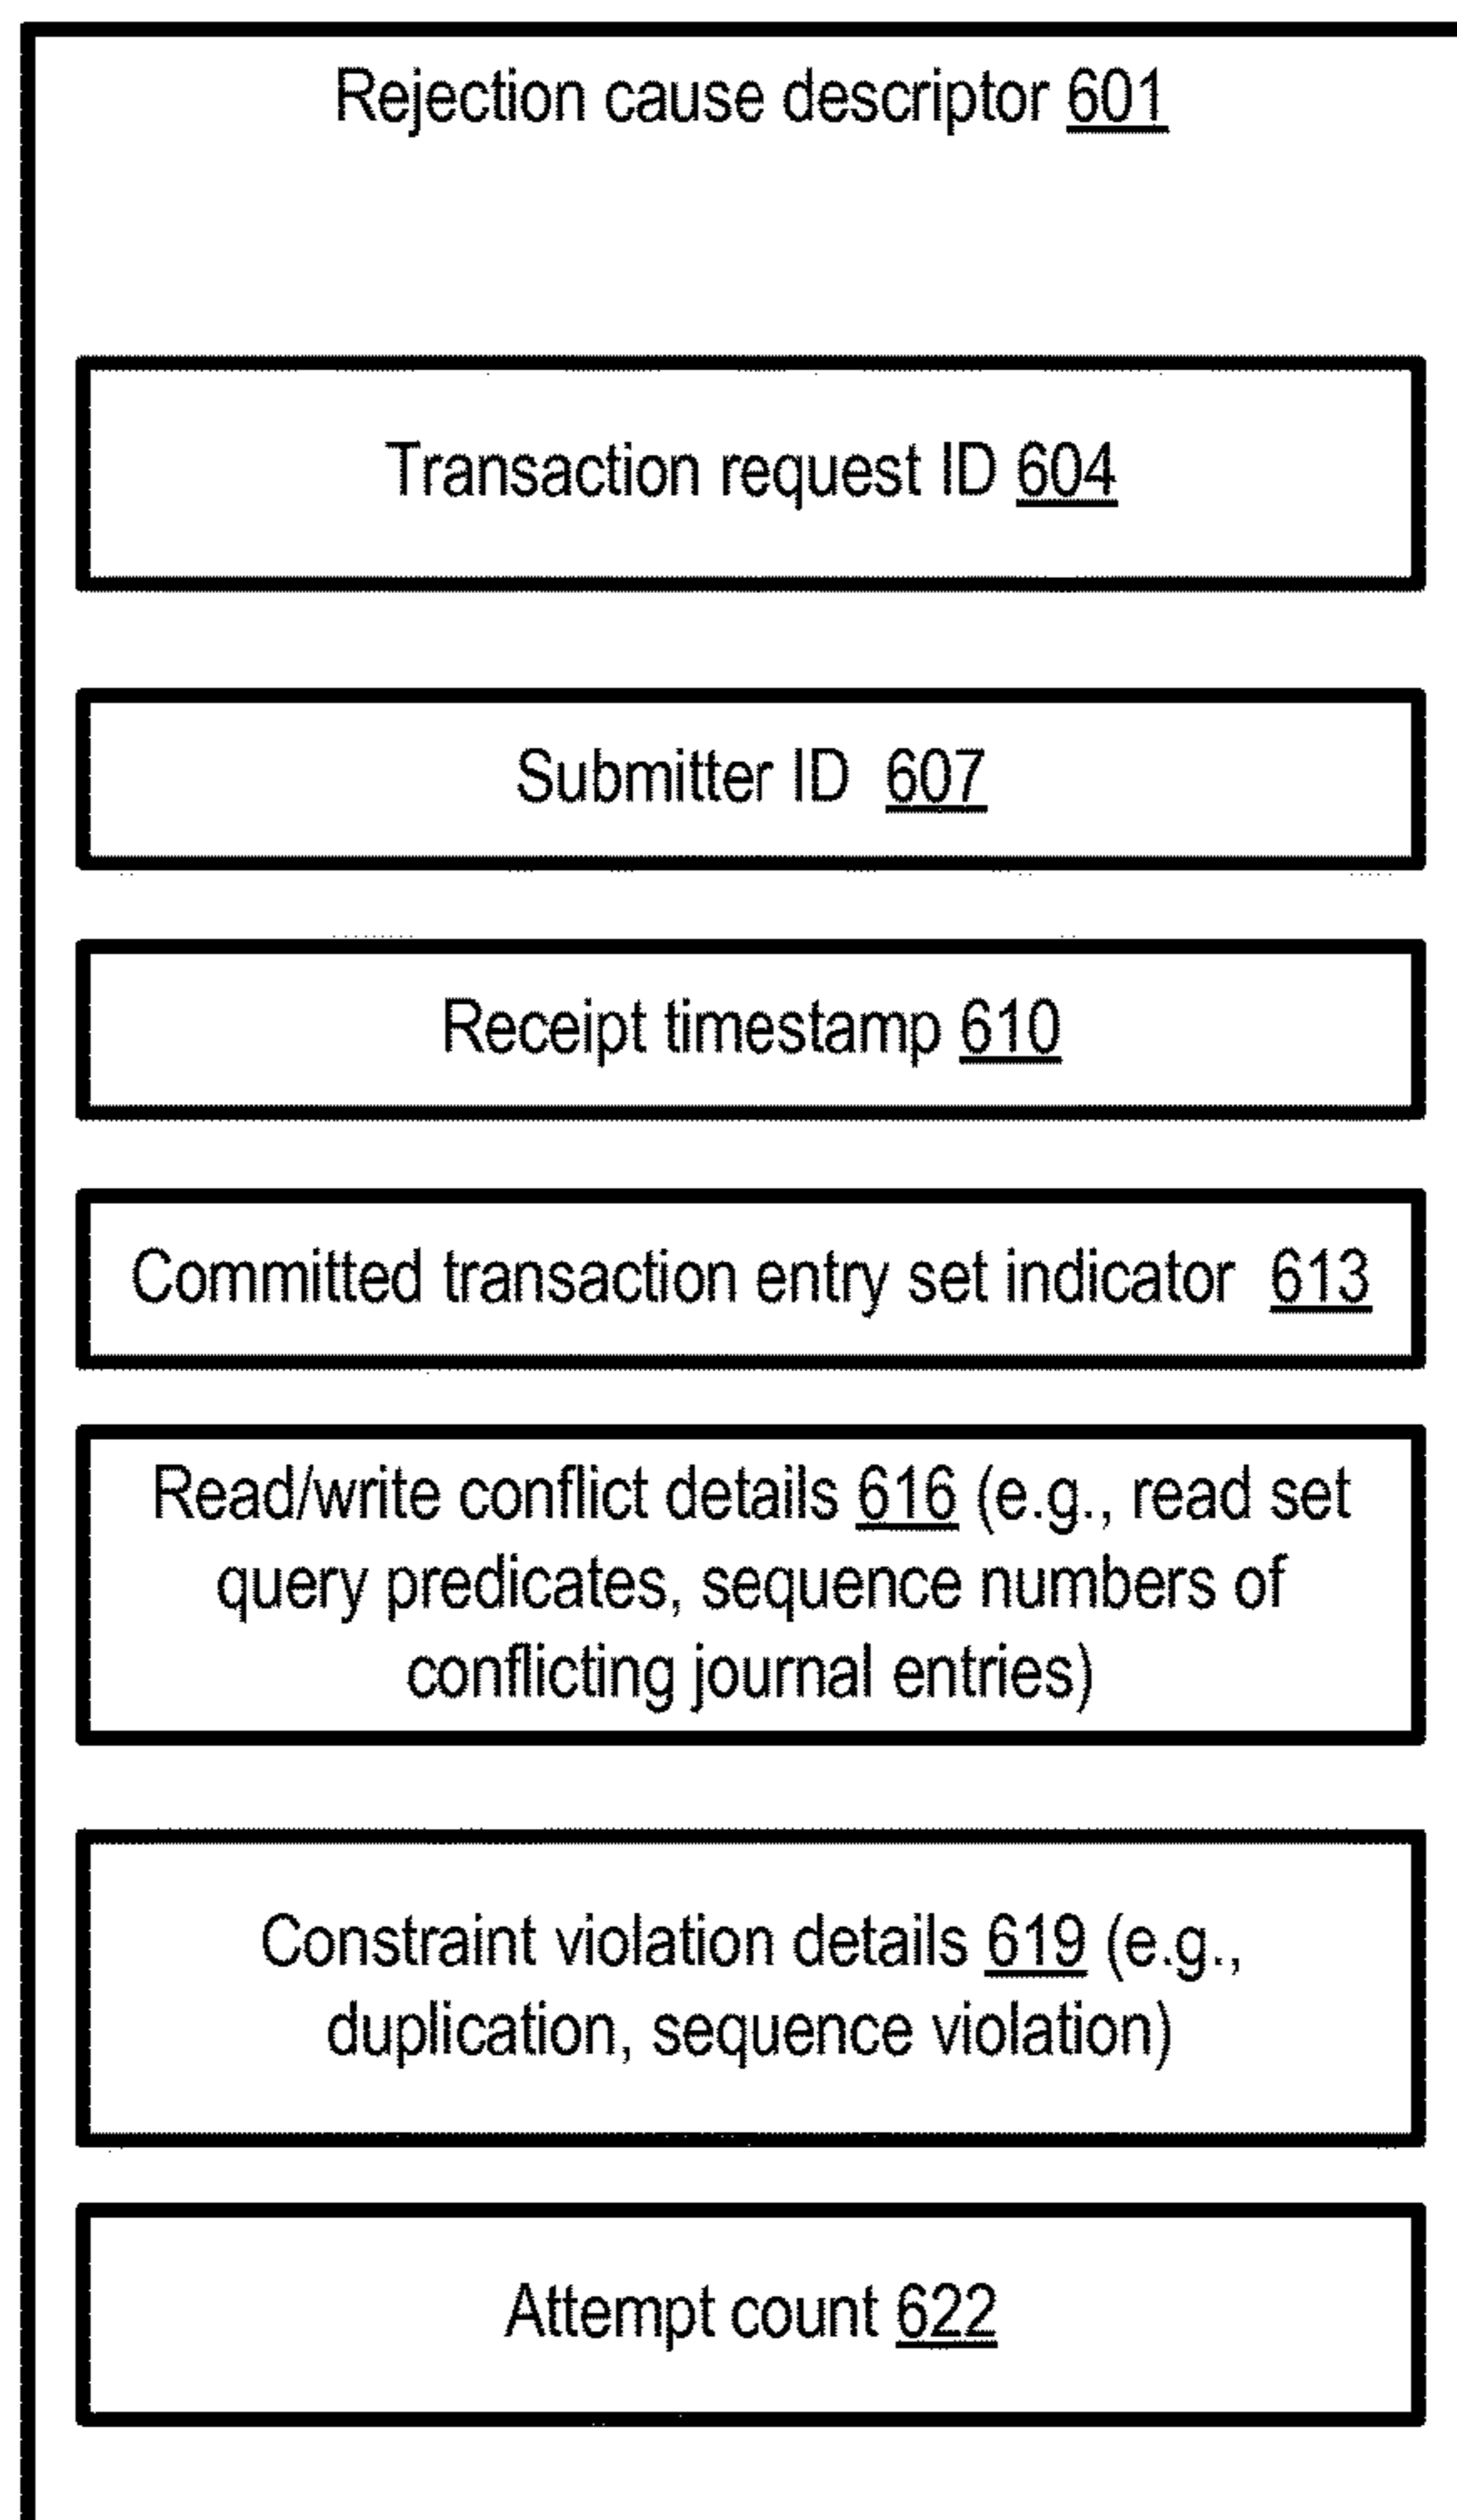 Rejection cause descriptor 601
Transaction request ID 604
Submitter ID 607
Receipt timestamp 610
Committed transaction entry set indicator 613
Read/write conflict details 616 (e.g., read set
query predicates, sequence numbers of
conflicting journal entries)
Constraint violation details 619 (e.g.,
duplication, sequence violation)
Attempt count 622